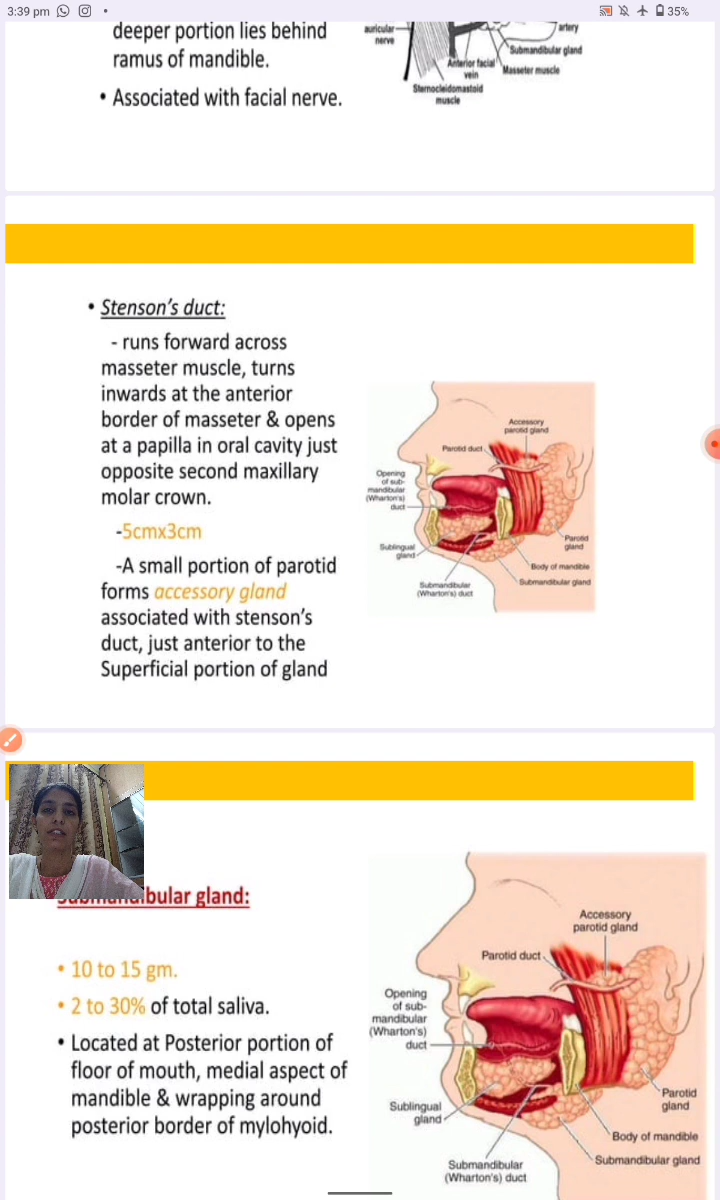 3:39 pm
35%
deeper portion lies behind
ramus of mandible.
• Associated with facial nerve.
auricular
nerve
artery
Submandibular gland
Anterior facial
vein
Masseter muscle
Sternocleidomastoid
muscle
• Stenson's duct:
- runs forward across
masseter muscle, turns
inwards at the anterior
border of masseter & opens
at a papilla in oral cavity just
opposite second maxillary
molar crown.
-5cmx3cm
-A small portion of parotid
forms accessory gland
associated with stenson's
duct, just anterior to the
Superficial portion of gland
Accessory
parotid gland
Parotid duct
Opening
of sub-
mandibular
(Wharton's)
duct
Sublingual
gland
Parotid
gland
Body of mandible
Submandibular gland
Submandibular
(Wharton's) duct
bular gland:
• 10 to 15 gm.
• 2 to 30% of total saliva.
• Located at Posterior portion of
floor of mouth, medial aspect of
mandible & wrapping around
posterior border of mylohyoid.
Accessory
parotid gland
Parotid duct
Opening
of sub-
mandibular
(Wharton's)
duct
Sublingual
gland
Parotid
gland
Body of mandible
Submandibular gland
Submandibular
(Wharton's) duct